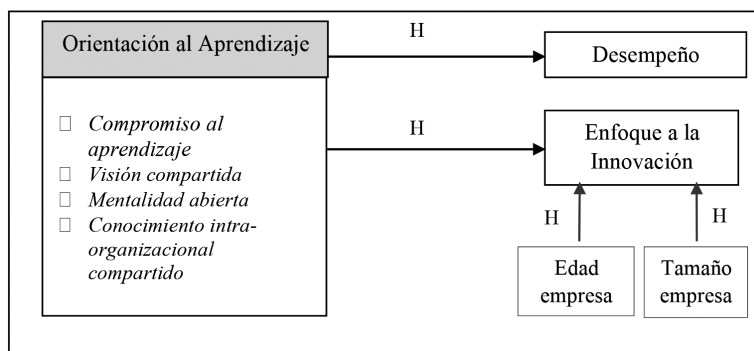 Orientación al Aprendizaje
□ Compromiso al
aprendizaje
□ Visión compartida
□ Mentalidad abierta
□ Conocimiento intra-
organizacional
compartido
H
Desempeño
H
Enfoque a la
Innovación
H
H
Edad
empresa
Tamaño
empresa